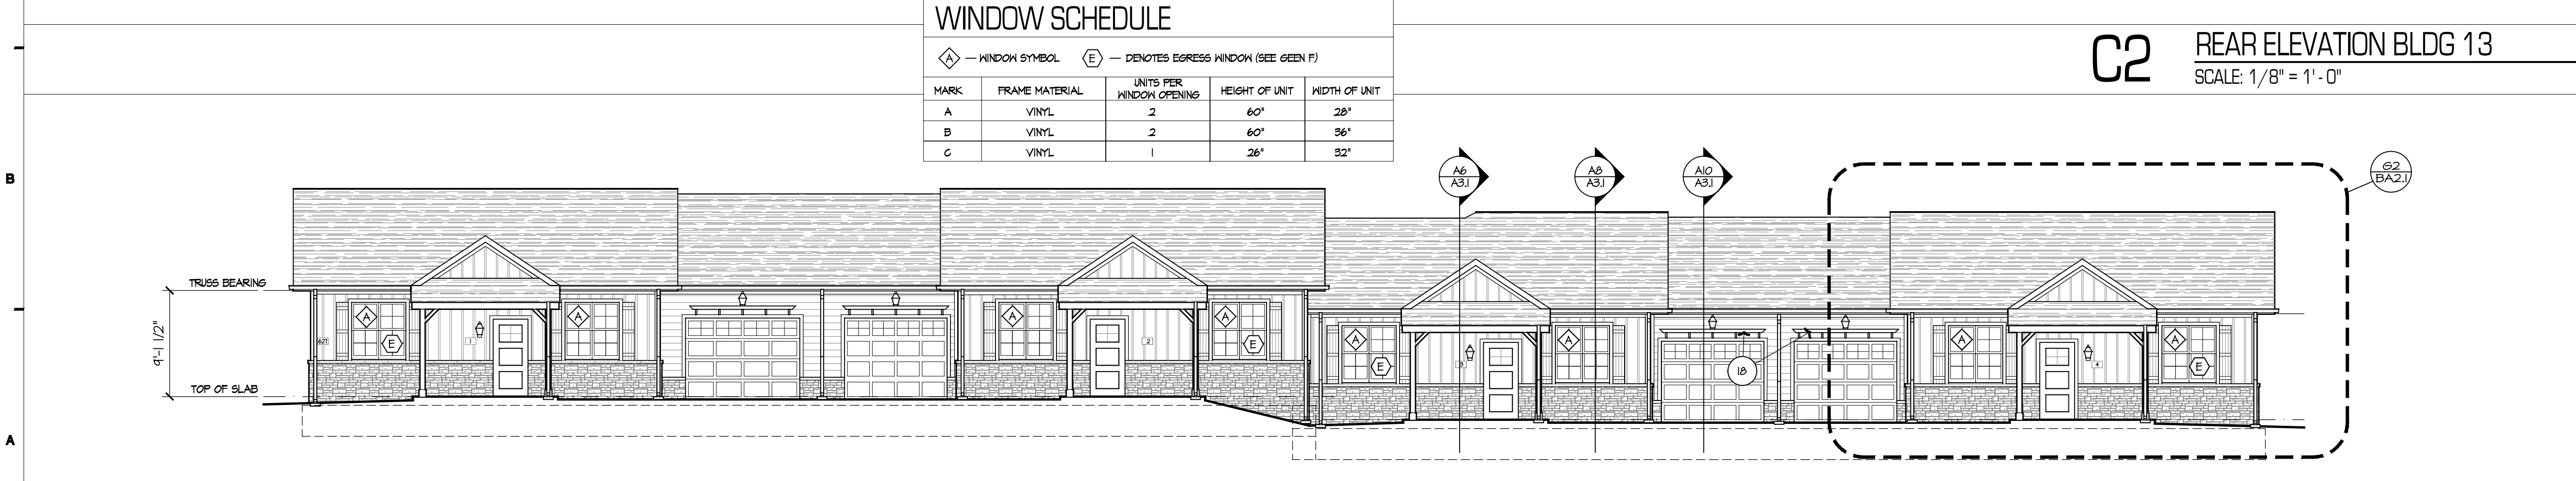 WINDOW SCHEDULE
A — WINDOW SYMBOL E — DENOTES EGRESS WINDOW (SEE GEEN F)
MARK FRAME MATERIAL UNITS PER WINDOW OPENING HEIGHT OF UNIT WIDTH OF UNIT
A VINYL 2 60" 28"
B VINYL 2 60" 36"
C VINYL 1 26" 32"
C2 REAR ELEVATION BLDG 13
SCALE: 1/8" = 1'-0"
B
A6
A3.1
A8
A3.1
A10
A3.1
G2
BA2.1
TRUSS BEARING
9'-1 1/2"
TOP OF SLAB
A
E
1
A
A
2
A
E
A
E
3
A
18
A
4
A
E
A